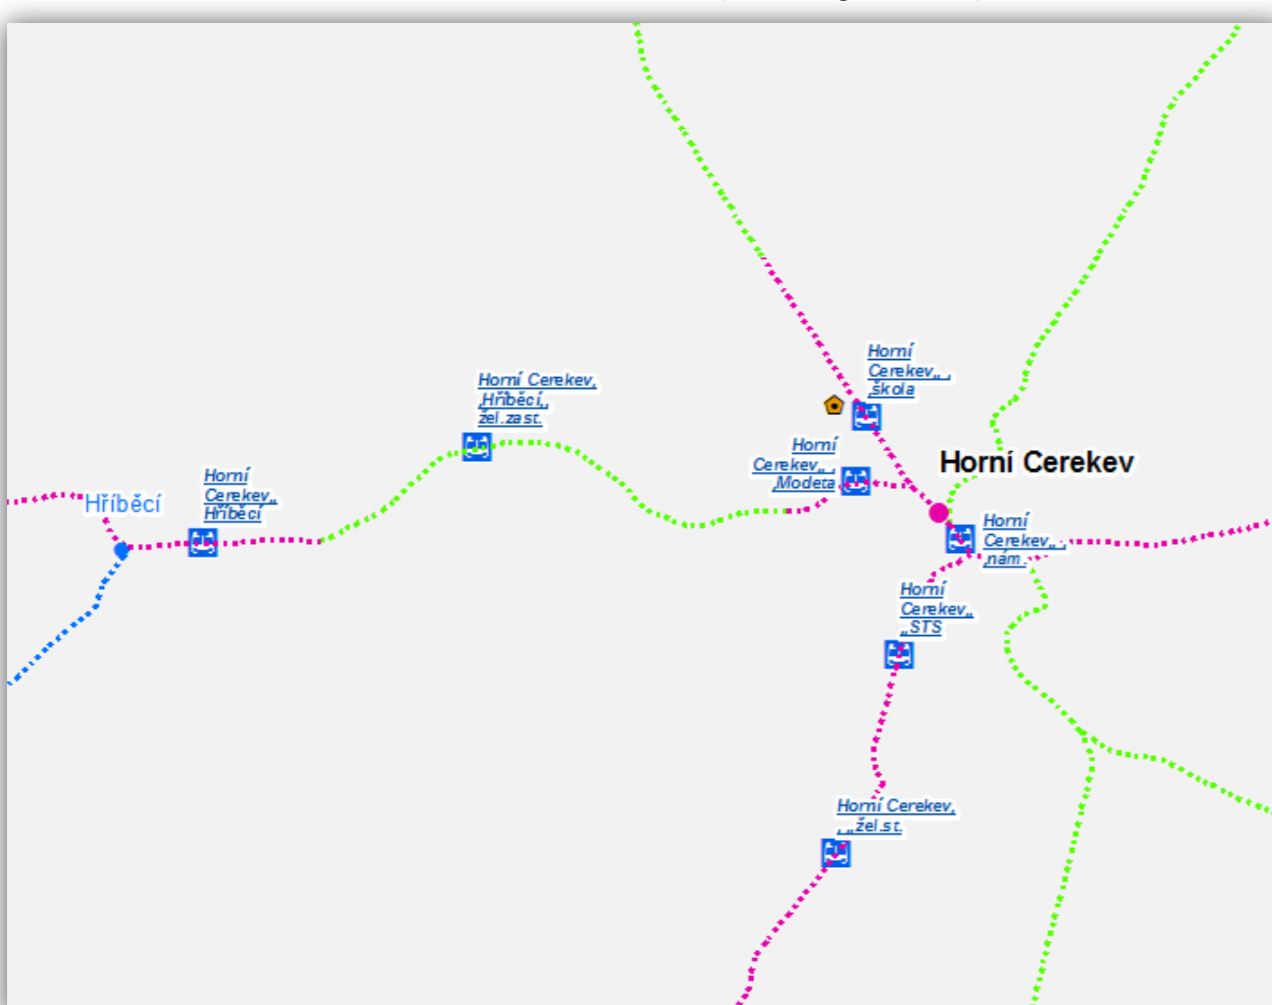 Horní
Cerekev,, ,
,škola
Horní Cerekev,
,Hříběcí,,
žel.zast.
Horní
Cerekev,, ,
,Modeta
Horní Cerekev
Horní
Cerekev,,
Hříběcí
Hříběcí
Horní
Cerekev,, ,
,nám.
Horní
Cerekev,,
,,STS
Horní Cerekev,
, ,,žel.st.